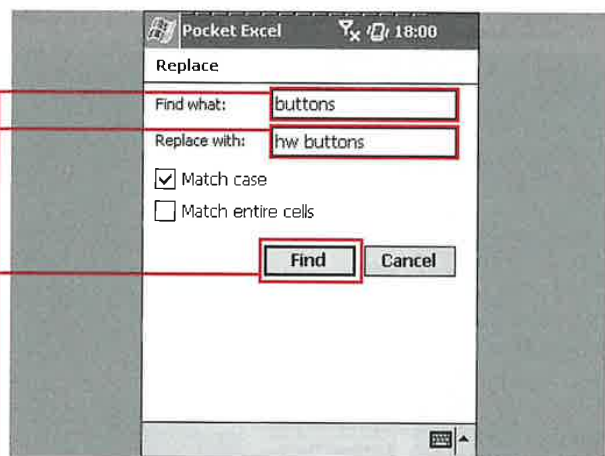 Pocket Excel 18:00
Replace
Find what: buttons
Replace with: hw buttons
Match case
Match entire cells
Find Cancel